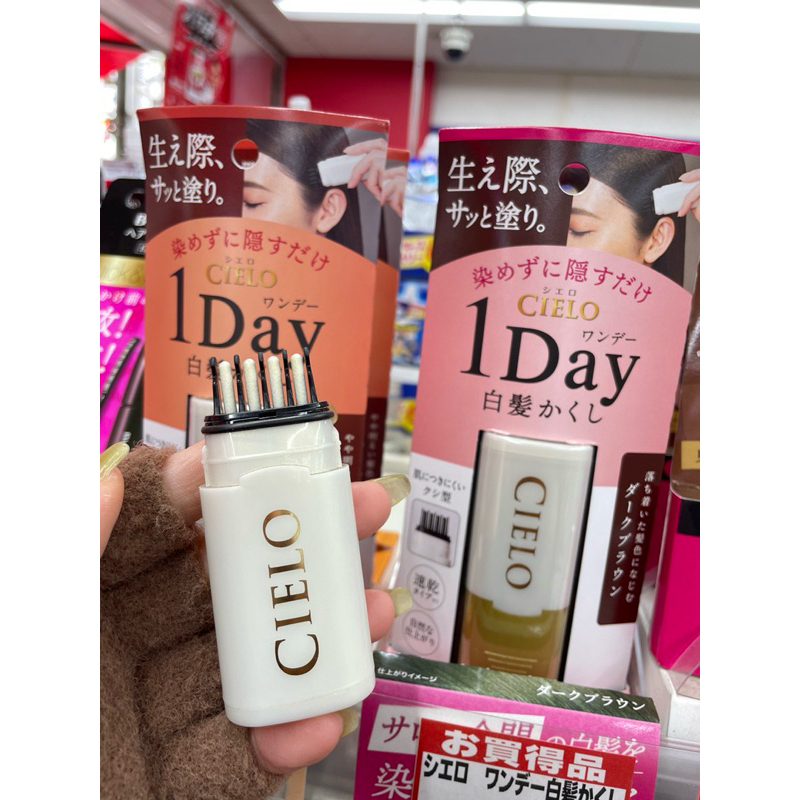 生え際、
サッと塗り。
染めずに隠すだけ
シエロ
CIELO
ワンデー
1Day
白髪
CIELO
生え際、
サッと塗り。
染めずに隠すだけ
シエロ
CIELO
ワンデー
1Day
白髪かくし
肌につきにくい
クシ型
速乾
タイプ
自然な
仕上がり
CIELO
落ち着いた髪色になじむ
ダークブラウン
仕上がりイメージ
ダークブラウン
の白髪を
染
お買得品
シエロ ワンデー白髪かくし